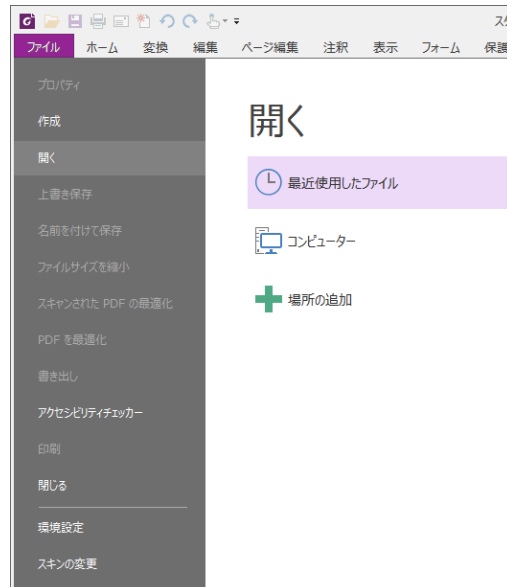 スク
ファイル ホーム 変換 編集 ページ編集 注釈 表示 フォーム 保護
プロパティ
作成
開く
上書き保存
名前を付けて保存
ファイルサイズを縮小
スキャンされた PDF の最適化
PDF を最適化
書き出し
アクセシビリティチェッカー
印刷
閉じる
環境設定
スキンの変更
開く
最近使用したファイル
コンピューター
場所の追加